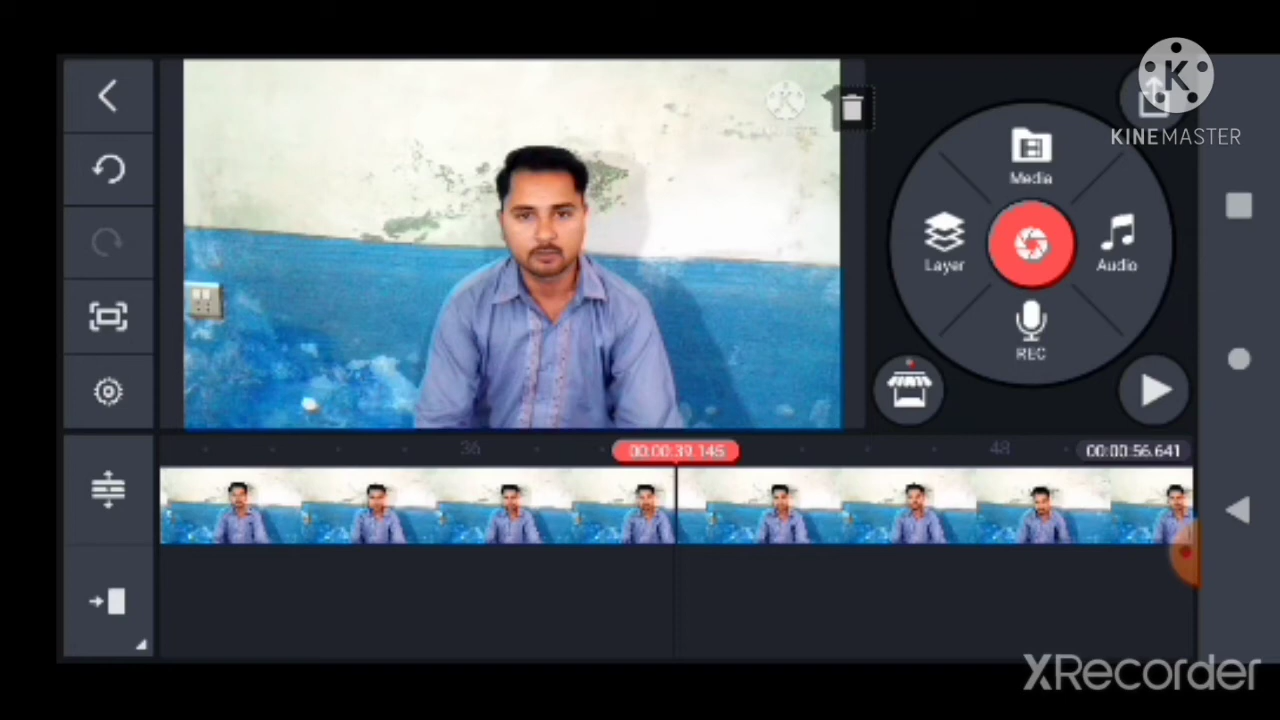 KINEMASTER
Media
Layer
Audio
REC
36
00:00:39.145
48
00:00:56.641
XRecorder